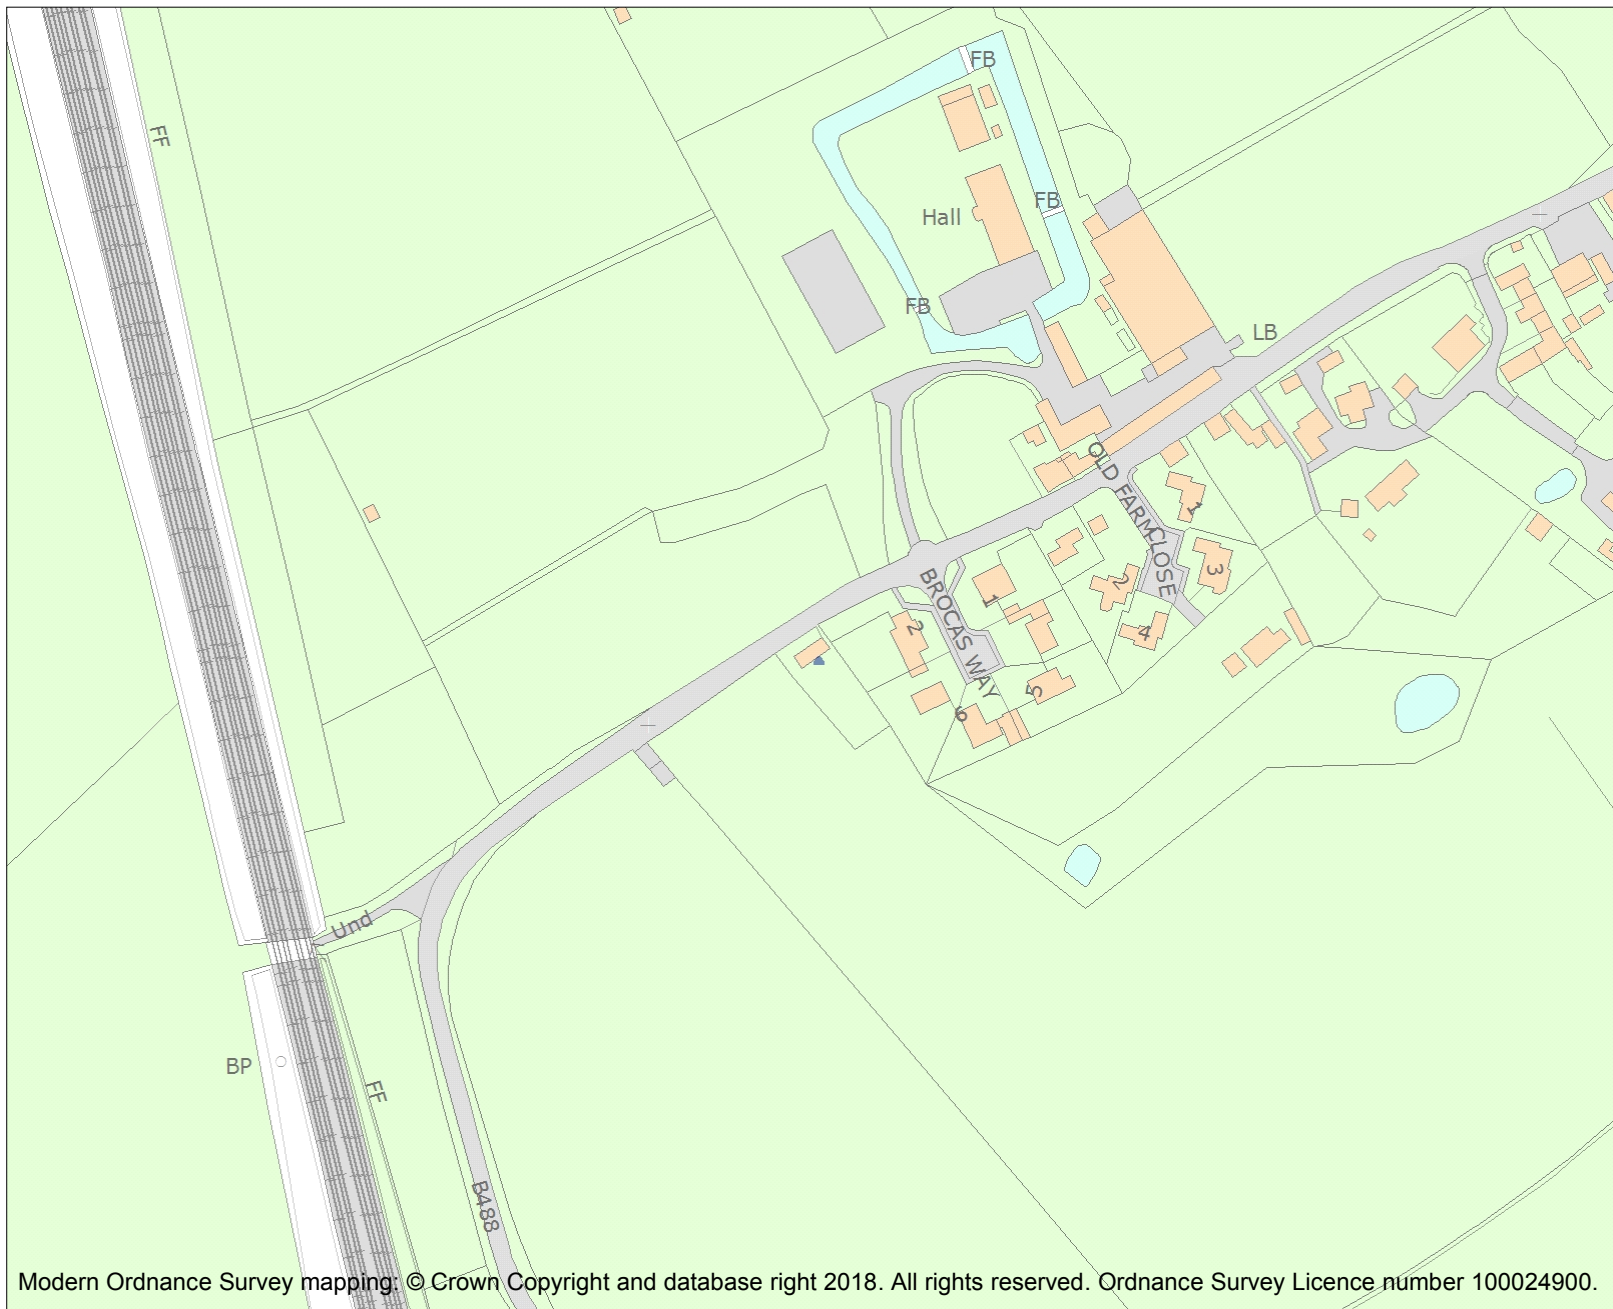 FB
FF
FB
Hall
FB
LB
OLD FARM CLOSE
1
BROCAS WAY
3
2
1
2
4
5
6
Und
BP
FF
B488
Modern Ordnance Survey mapping: © Crown Copyright and database right 2018. All rights reserved. Ordnance Survey Licence number 100024900.